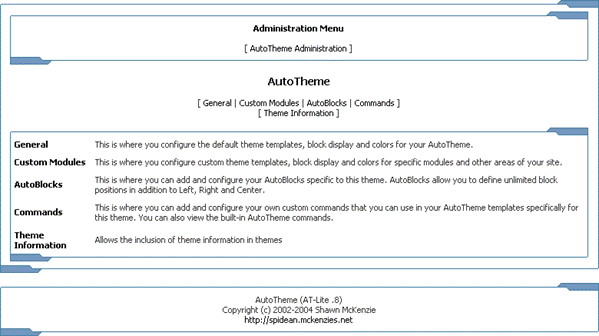 Administration Menu
[ AutoTheme Administration ]
AutoTheme
[ General | Custom Modules | AutoBlocks | Commands ]
[ Theme Information ]
General This is where you configure the default theme templates, block display and colors for your AutoTheme.
Custom Modules This is where you configure custom theme templates, block display and colors for specific modules and other areas of your site.
AutoBlocks This is where you can add and configure your AutoBlocks specific to this theme. AutoBlocks allow you to define unlimited block
positions in addition to Left, Right and Center.
Commands This is where you can add and configure your own custom commands that you can use in your AutoTheme templates specifically for
this theme. You can also view the built-in AutoTheme commands.
Theme
Information Allows the inclusion of theme information in themes
AutoTheme (AT-Lite .8)
Copyright (c) 2002-2004 Shawn McKenzie
http://spidean.mckenzies.net